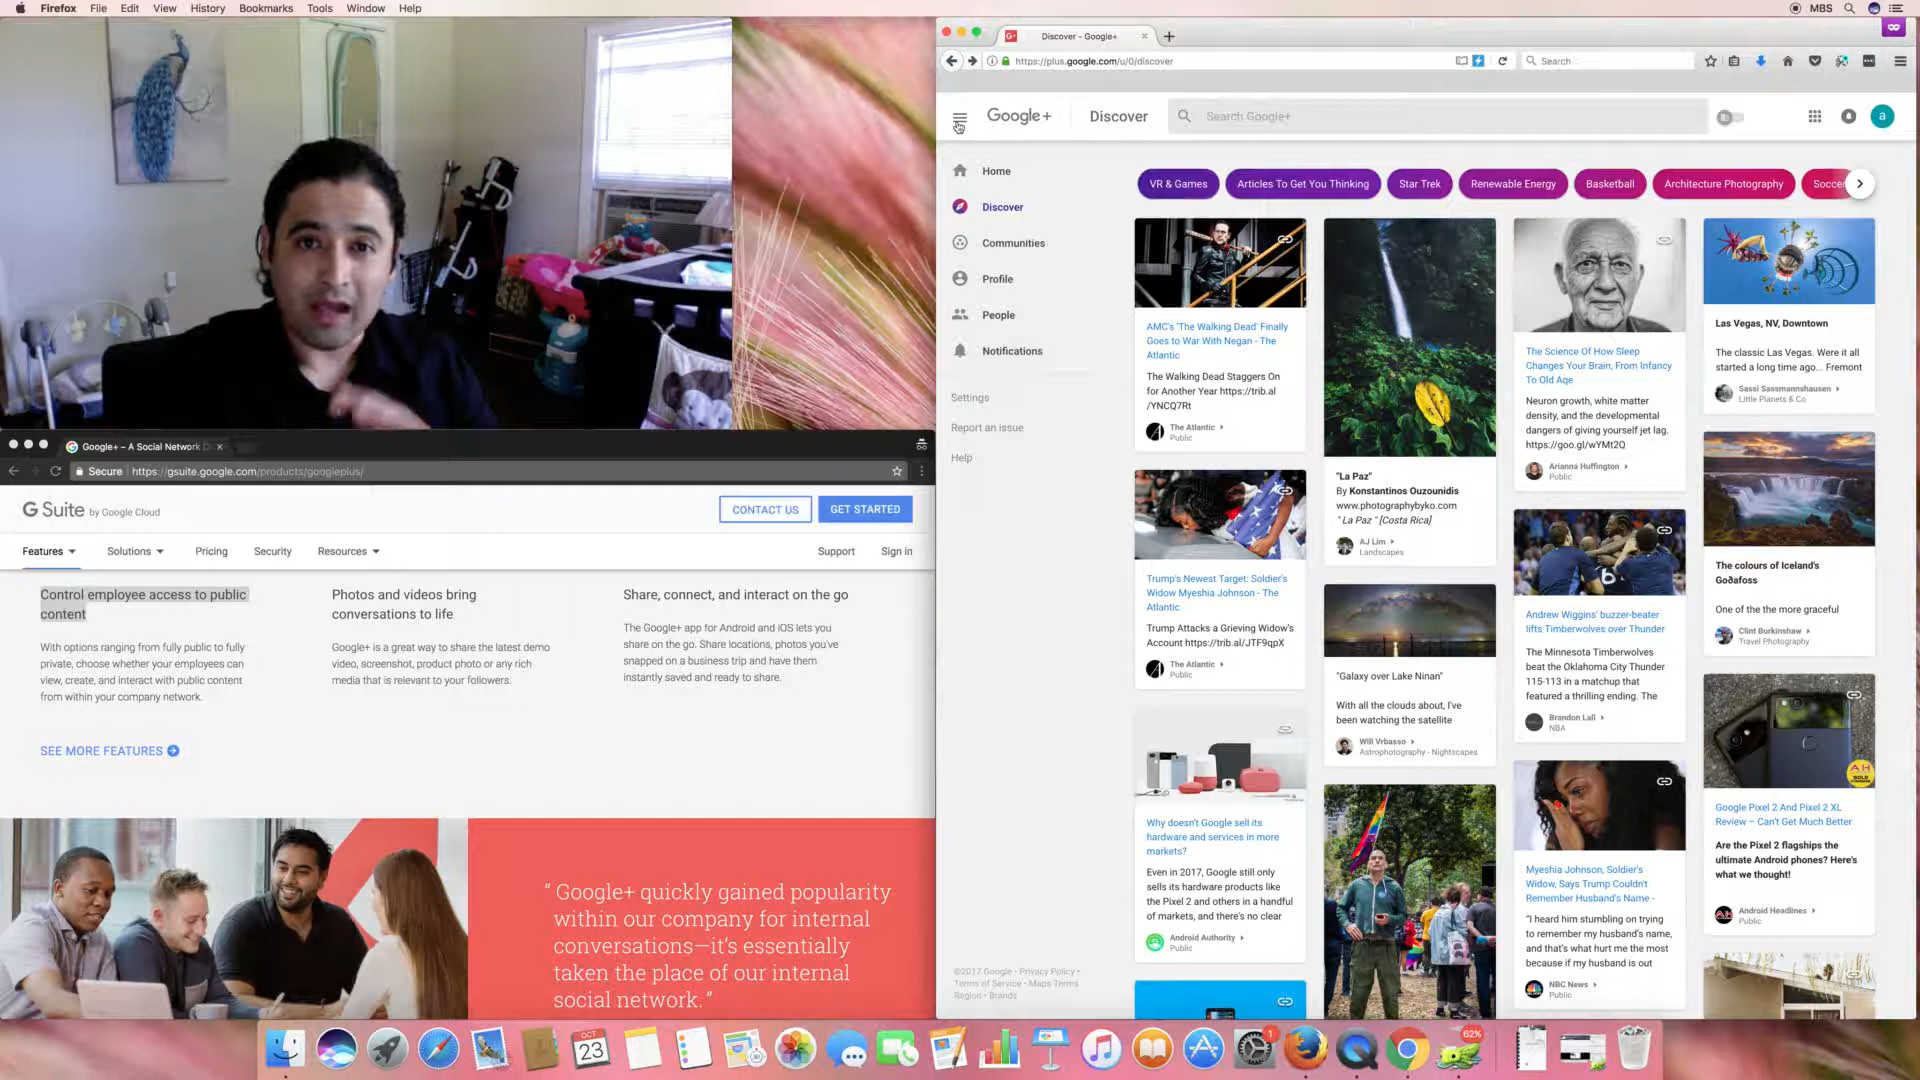 Firefox File Edit View History Bookmarks Tools Window Help
MBS
Discover - Google+
https://plus.google.com/u/0/discover
Search
Google+
Discover
Search Google+
a
Home
Discover
Communities
Profile
People
Notifications
Settings
Report an issue
Help
©2017 Google • Privacy Policy •
Terms of Service • Maps Terms
Region • Brands
VR & Games
Articles To Get You Thinking
Star Trek
Renewable Energy
Basketball
Architecture Photography
Soccer
AMC's 'The Walking Dead' Finally
Goes to War With Negan - The
Atlantic
The Walking Dead Staggers On
for Another Year https://trib.al
/YNCQ7Rt
The Atlantic
Public
Trump's Newest Target: Soldier's
Widow Myeshia Johnson - The
Atlantic
Trump Attacks a Grieving Widow's
Account https://trib.al/JTF9qpX
The Atlantic
Public
Why doesn't Google sell its
hardware and services in more
markets?
Even in 2017, Google still only
sells its hardware products like
the Pixel 2 and others in a handful
of markets, and there's no clear
Android Authority
Public
"La Paz"
By Konstantinos Ouzounidis
www.photographybyko.com
" La Paz " [Costa Rica]
AJ Lim
Landscapes
"Galaxy over Lake Ninan"
With all the clouds about, I've
been watching the satellite
Will Vrbasso
Astrophotography - Nightscapes
The Science Of How Sleep
Changes Your Brain, From Infancy
To Old Age
Neuron growth, white matter
density, and the developmental
dangers of giving yourself jet lag.
https://goo.gl/wYMt2Q
Arianna Huffington
Public
6
Andrew Wiggins' buzzer-beater
lifts Timberwolves over Thunder
The Minnesota Timberwolves
beat the Oklahoma City Thunder
115-113 in a matchup that
featured a thrilling ending. The
Brandon Lall
NBA
Myeshia Johnson, Soldier's
Widow, Says Trump Couldn't
Remember Husband's Name -
"I heard him stumbling on trying
to remember my husband's name,
and that's what hurt me the most
because if my husband is out
NBC News
Public
Las Vegas, NV, Downtown
The classic Las Vegas. Were it all
started a long time ago... Fremont
Sassi Sassmannshausen
Little Planets & Co
The colours of Iceland's
Goðafoss
One of the the more graceful
Clint Burkinshaw
Travel Photography
AH
Google Pixel 2 And Pixel 2 XL
Review – Can't Get Much Better
Are the Pixel 2 flagships the
ultimate Android phones? Here's
what we thought!
Android Headlines
Public
Google+ – A Social Network
Secure https://gsuite.google.com/products/googleplus/
G Suite by Google Cloud
CONTACT US
GET STARTED
Features Solutions Pricing Security Resources
Support Sign in
Control employee access to public
content
With options ranging from fully public to fully
private, choose whether your employees can
view, create, and interact with public content
from within your company network.
Photos and videos bring
conversations to life
Google+ is a great way to share the latest demo
video, screenshot, product photo or any rich
media that is relevant to your followers.
Share, connect, and interact on the go
The Google+ app for Android and iOS lets you
share on the go. Share locations, photos you've
snapped on a business trip and have them
instantly saved and ready to share.
SEE MORE FEATURES
“ Google+ quickly gained popularity
within our company for internal
conversations—it's essentially
taken the place of our internal
social network. ”
OCT
23
1
62%